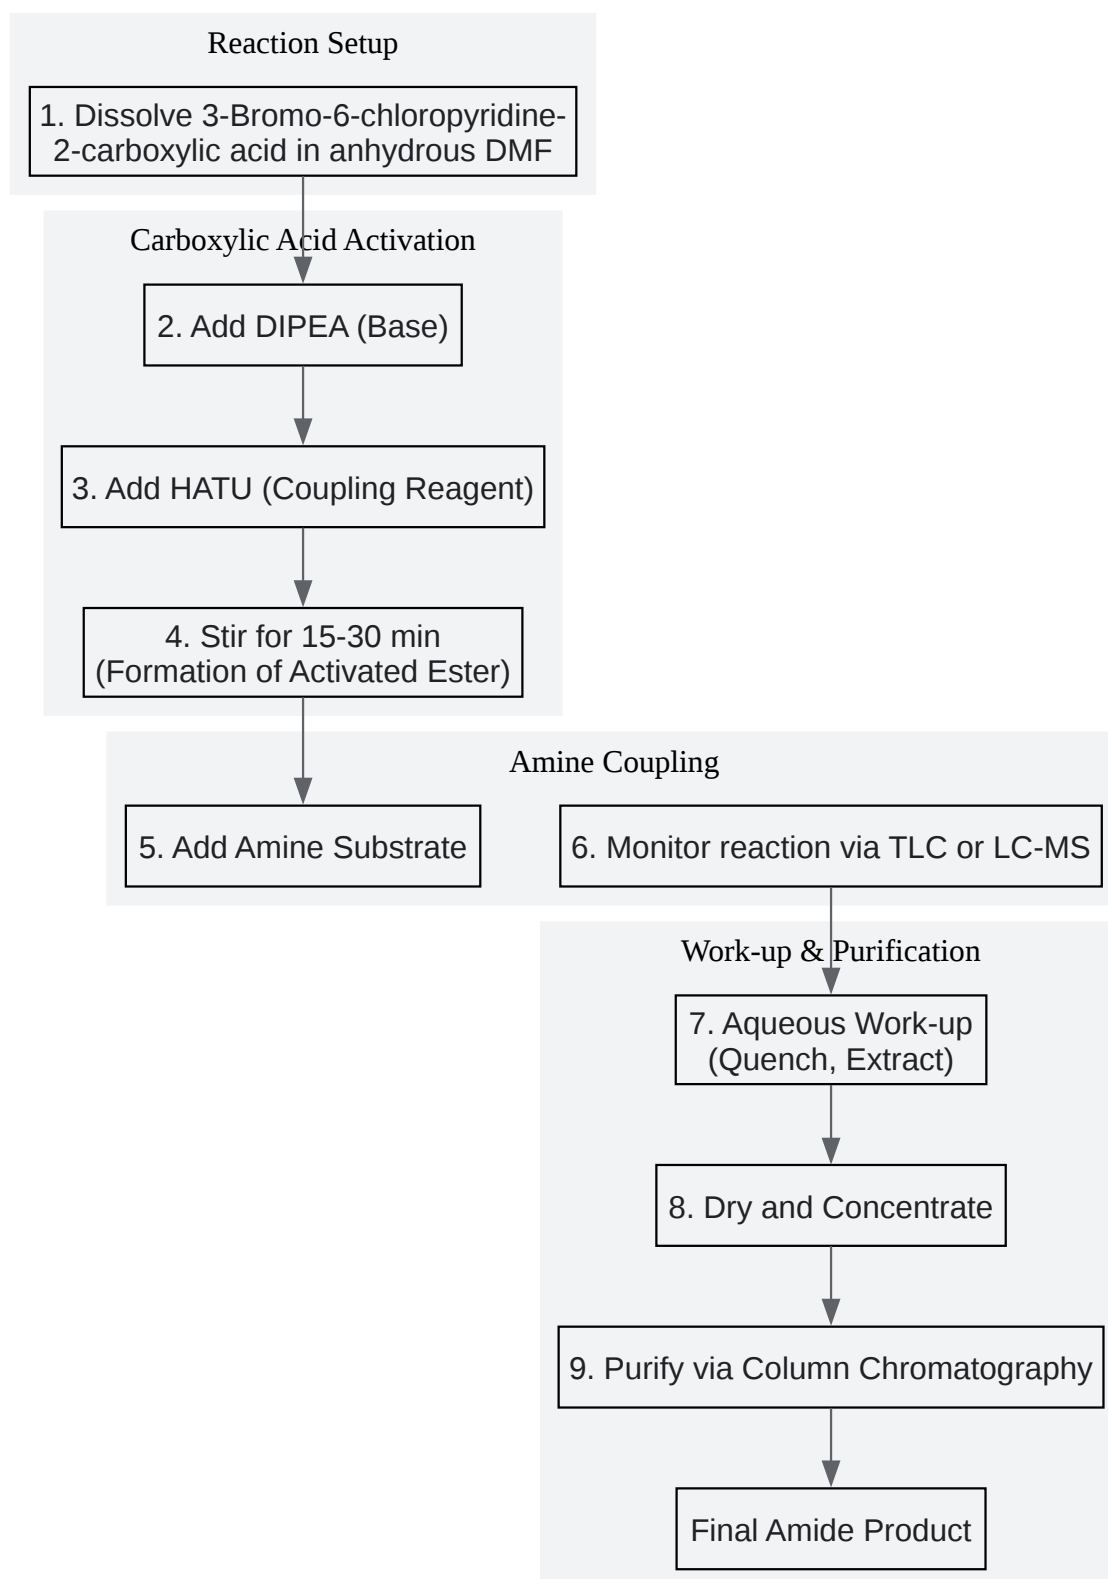 Reaction Setup
1. Dissolve 3-Bromo-6-chloropyridine-
2-carboxylic acid in anhydrous DMF
Carboxylic Acid Activation
2. Add DIPEA (Base)
3. Add HATU (Coupling Reagent)
4. Stir for 15-30 min
(Formation of Activated Ester)
Amine Coupling
5. Add Amine Substrate
6. Monitor reaction via TLC or LC-MS
Work-up & Purification
7. Aqueous Work-up
(Quench, Extract)
8. Dry and Concentrate
9. Purify via Column Chromatography
Final Amide Product